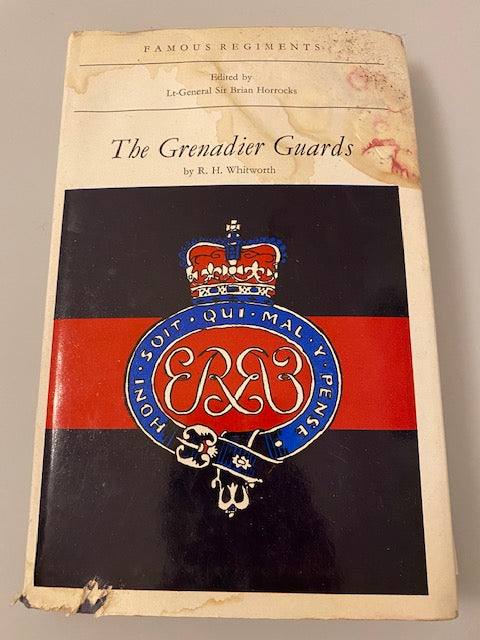 FAMOUS REGIMENTS
Edited by
Lt-General Sir Brian Horrocks
The Grenadier Guards
by R. H. Whitworth
HONI · SOIT · QUI · MAL · Y · PENSE